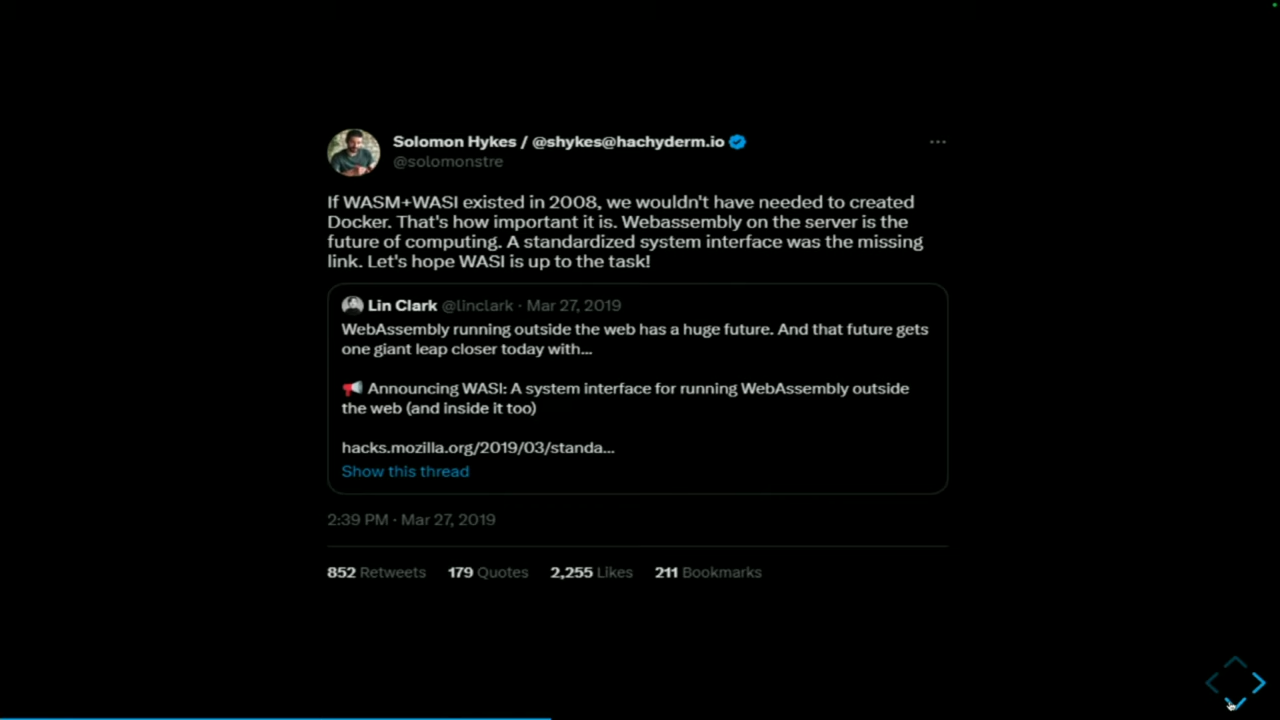 Solomon Hykes / @shykes@hachyderm.io
@solomonstre
If WASM+WASI existed in 2008, we wouldn't have needed to created
Docker. That's how important it is. Webassembly on the server is the
future of computing. A standardized system interface was the missing
link. Let's hope WASI is up to the task!
Lin Clark @linclark · Mar 27, 2019
WebAssembly running outside the web has a huge future. And that future gets
one giant leap closer today with...
📢 Announcing WASI: A system interface for running WebAssembly outside
the web (and inside it too)
hacks.mozilla.org/2019/03/standa...
Show this thread
2:39 PM · Mar 27, 2019
852 Retweets 179 Quotes 2,255 Likes 211 Bookmarks